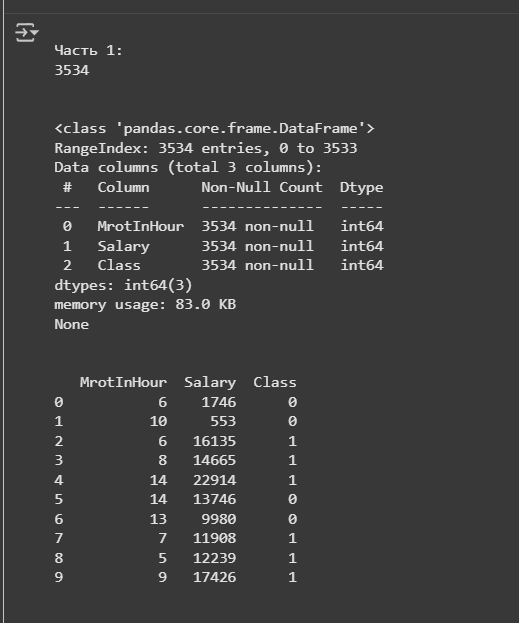 Часть 1:
3534
<class 'pandas.core.frame.DataFrame'>
RangeIndex: 3534 entries, 0 to 3533
Data columns (total 3 columns):
 #   Column      Non-Null Count  Dtype
---  ------      --------------  -----
 0   MrotInHour  3534 non-null   int64
 1   Salary      3534 non-null   int64
 2   Class       3534 non-null   int64
dtypes: int64(3)
memory usage: 83.0 KB
None
   MrotInHour  Salary  Class
0           6    1746      0
1          10     553      0
2           6   16135      1
3           8   14665      1
4          14   22914      1
5          14   13746      0
6          13    9980      0
7           7   11908      1
8           5   12239      1
9           9   17426      1